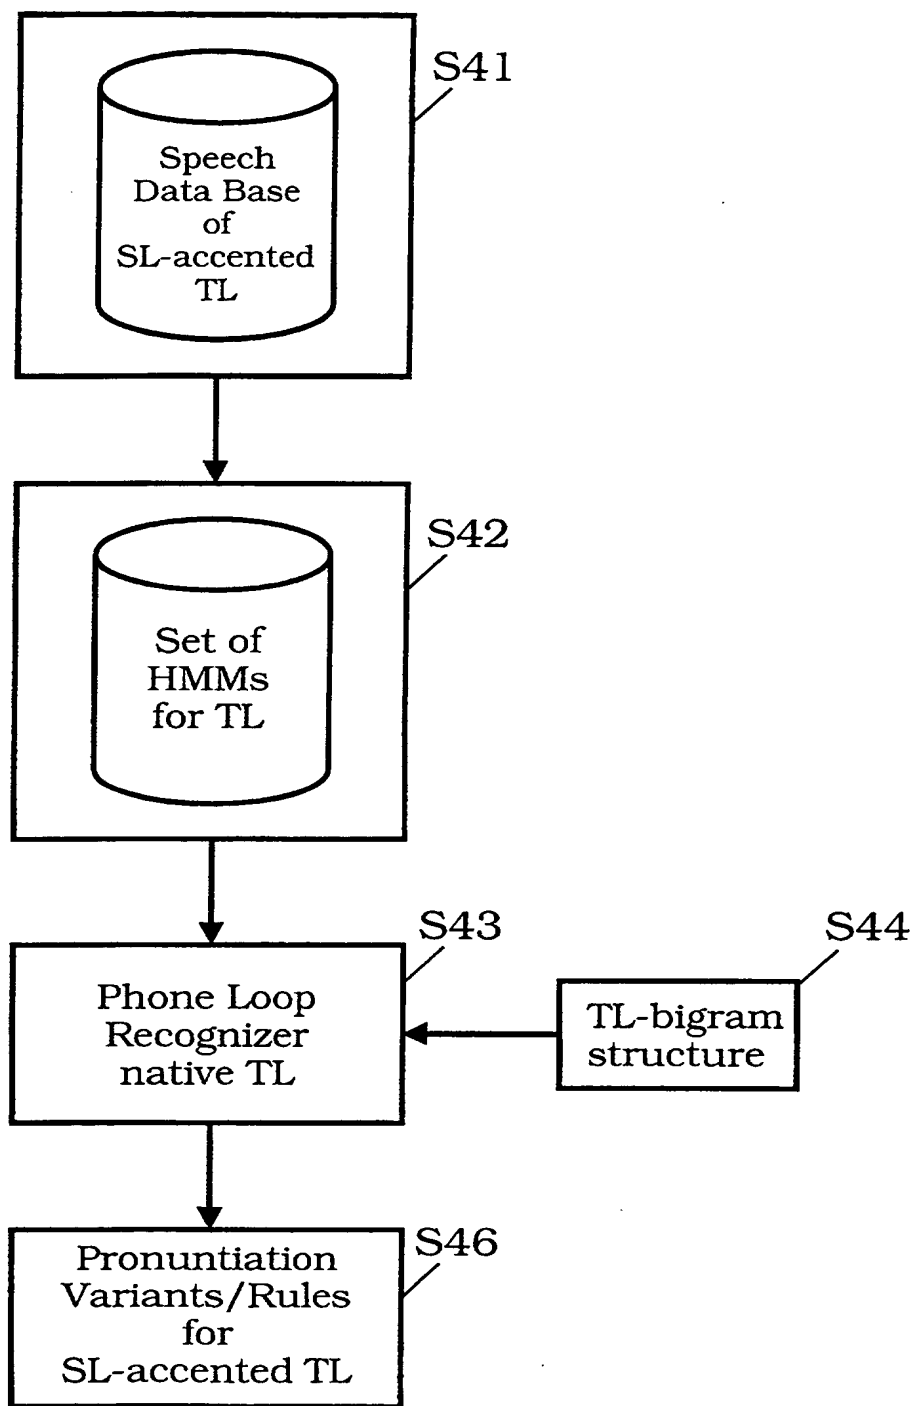 S41
Speech
Data Base
of
SL-accented
TL
S42
Set of
HMMs
for TL
S43
Phone Loop
Recognizer
native TL
S44
TL-bigram
structure
S46
Pronuntiation
Variants/Rules
for
SL-accented TL